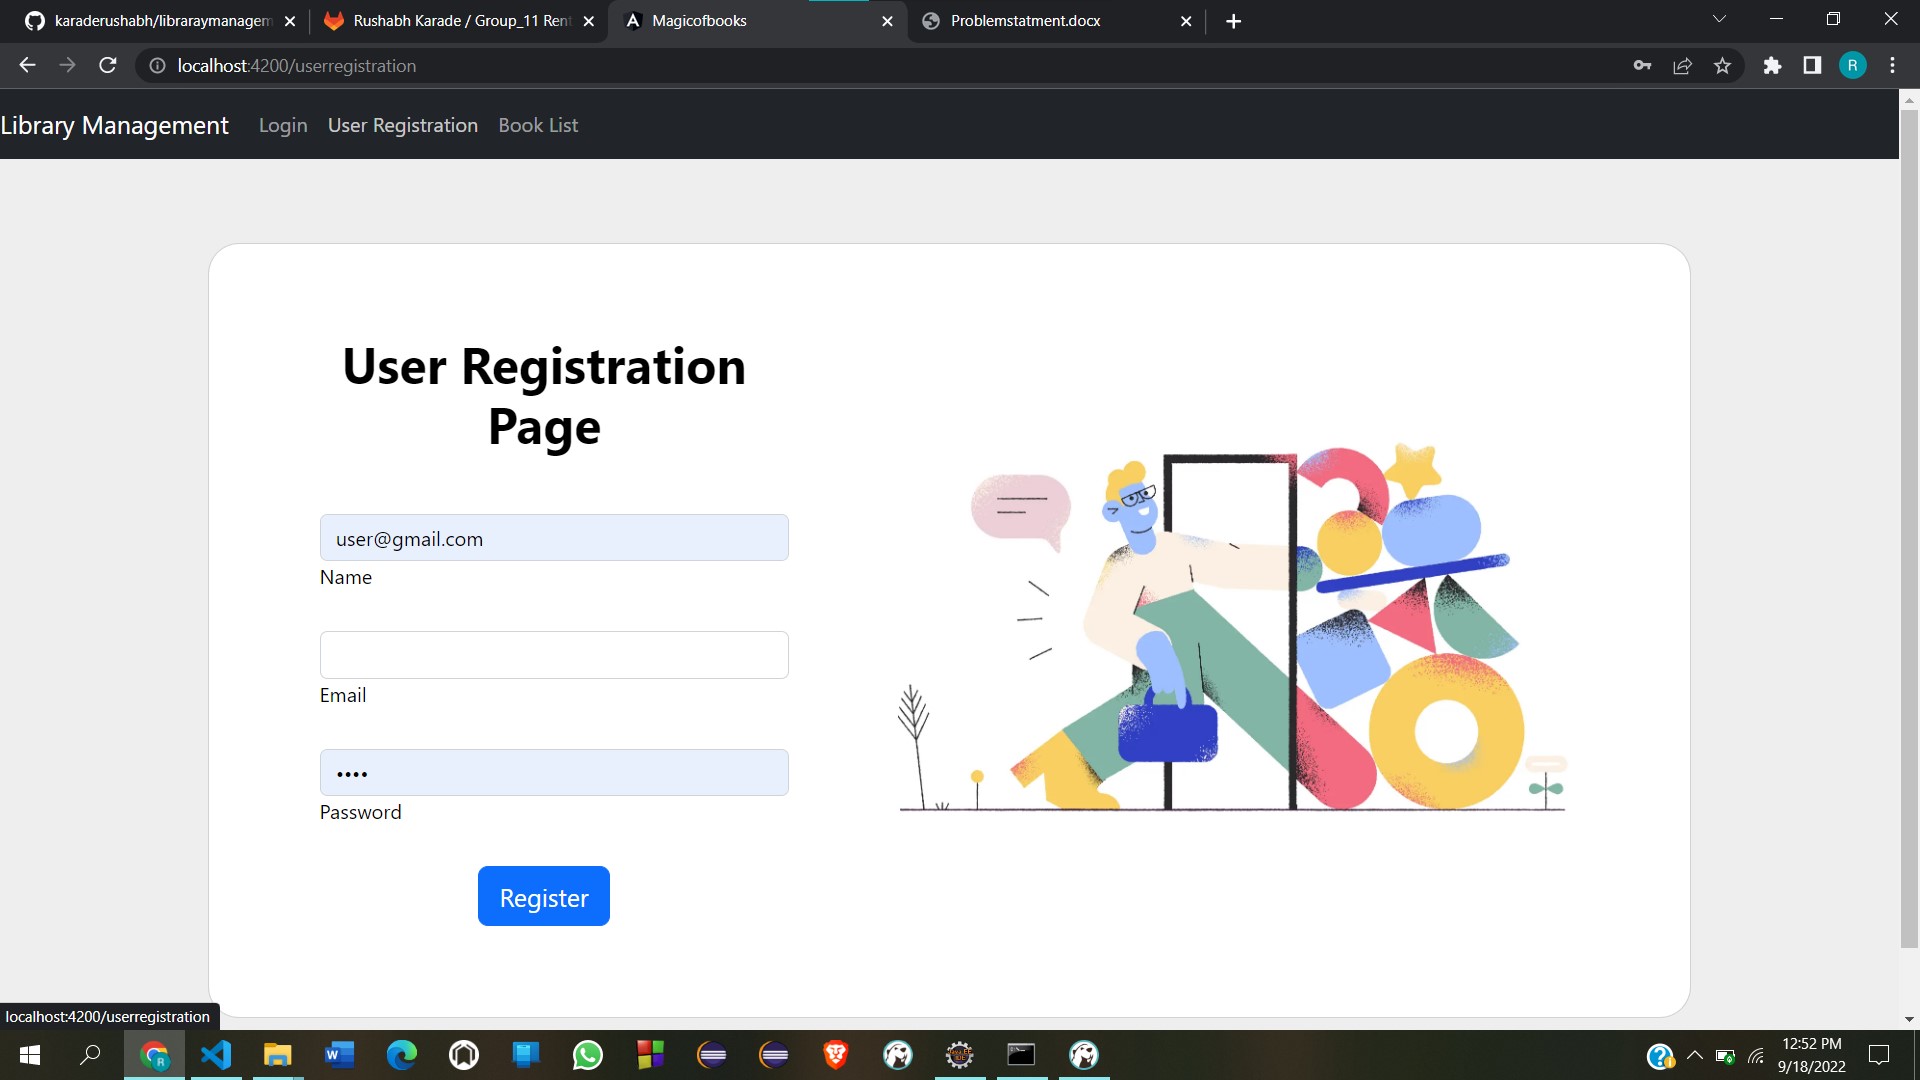 karaderushabh/libraraymanagem
Rushabh Karade / Group_11 Rent
Magicofbooks
Problemstatment.docx
localhost:4200/userregistration
R
Library Management
Login
User Registration
Book List
User Registration
Page
user@gmail.com
Name
Email
••••
Password
Register
localhost:4200/userregistration
12:52 PM
9/18/2022